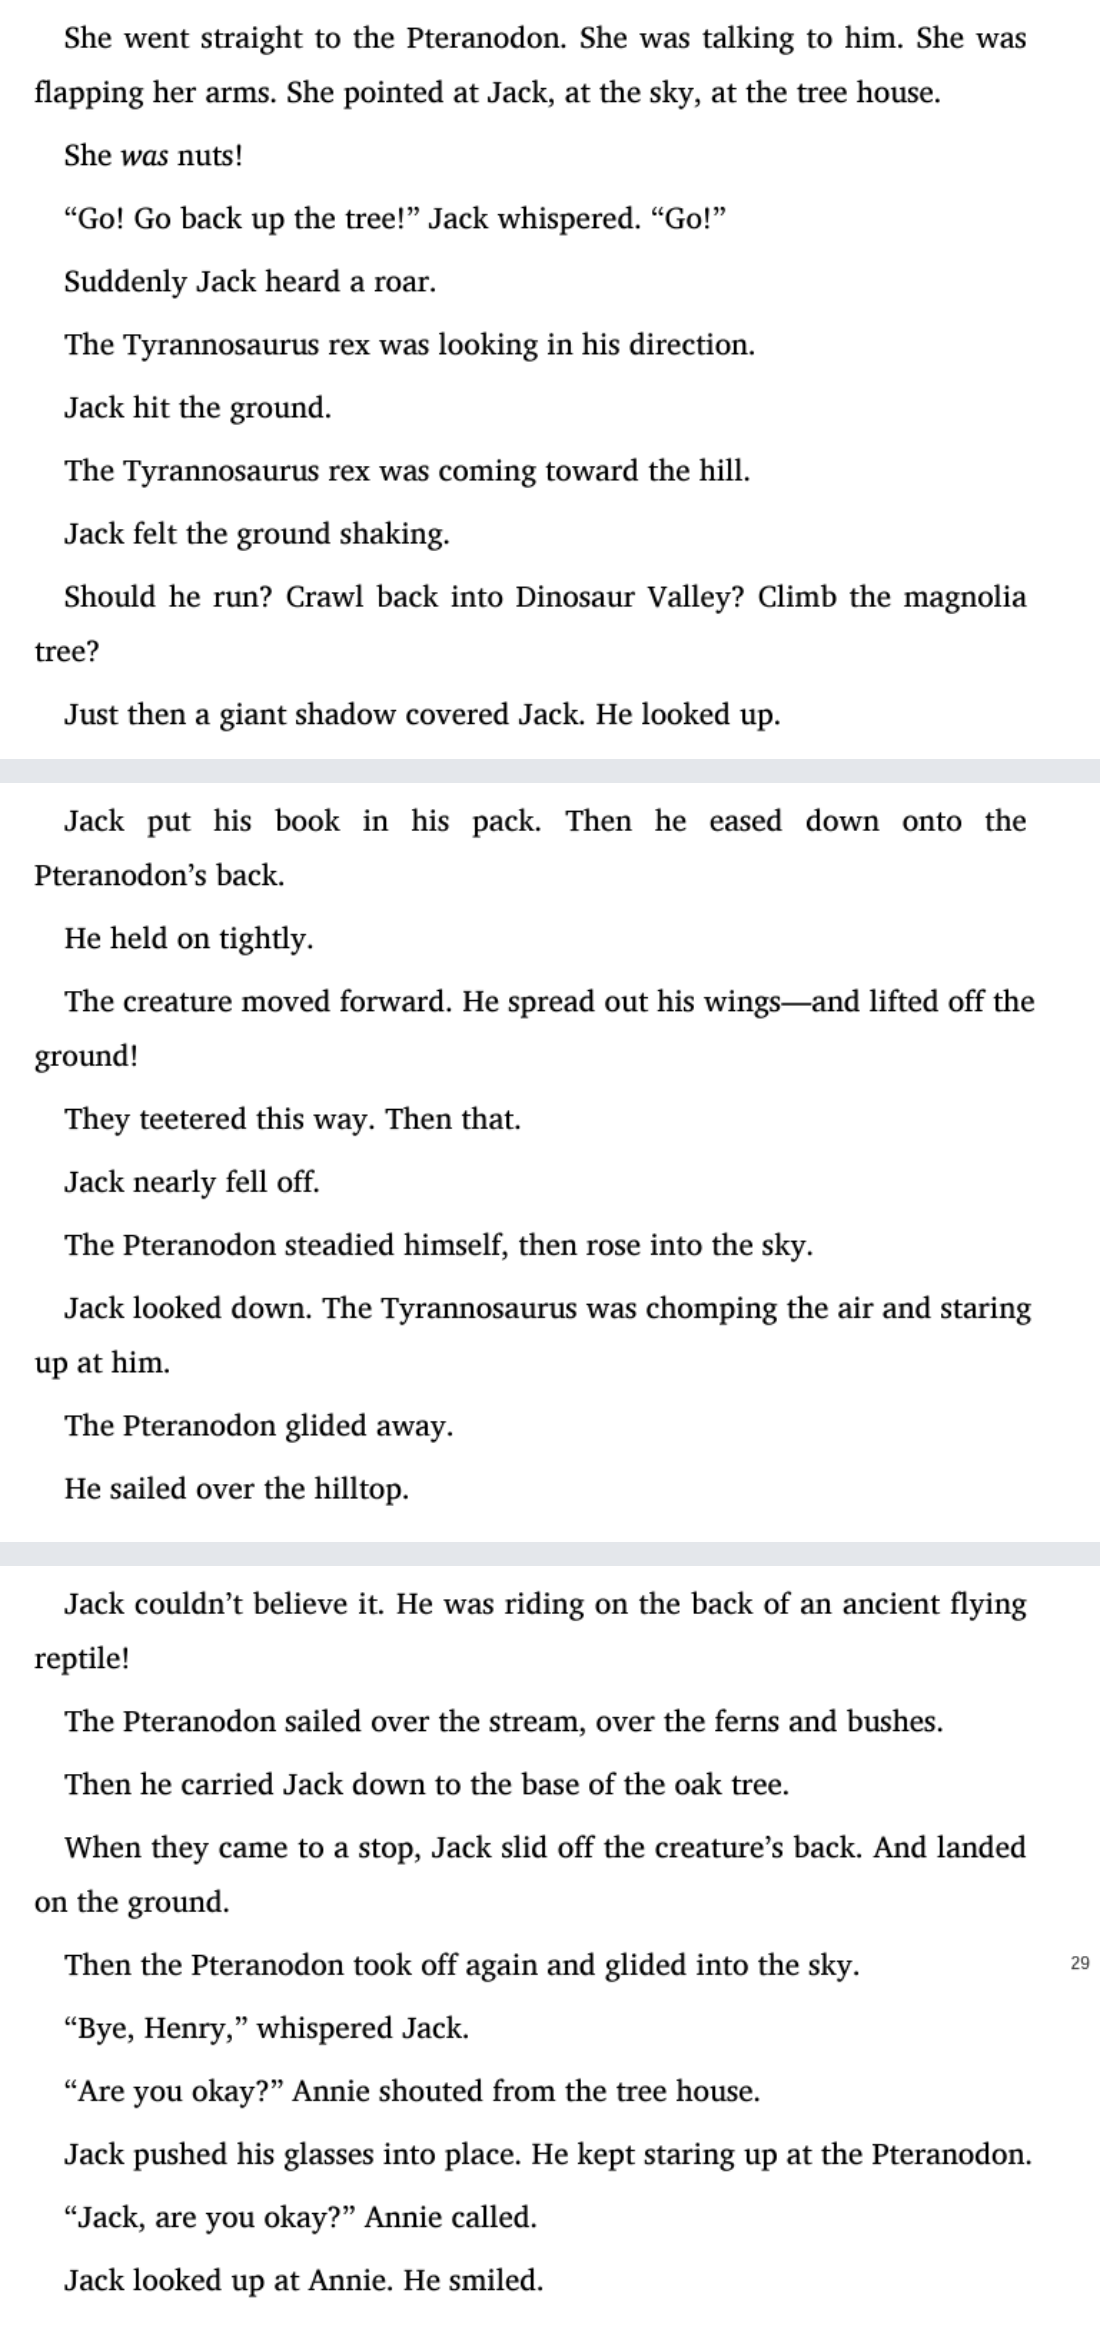 She went straight to the Pteranodon. She was talking to him. She was
flapping her arms. She pointed at Jack, at the sky, at the tree house.
She was nuts!
“Go! Go back up the tree!” Jack whispered. “Go!”
Suddenly Jack heard a roar.
The Tyrannosaurus rex was looking in his direction.
Jack hit the ground.
The Tyrannosaurus rex was coming toward the hill.
Jack felt the ground shaking.
Should he run? Crawl back into Dinosaur Valley? Climb the magnolia
tree?
Just then a giant shadow covered Jack. He looked up.
Jack put his book in his pack. Then he eased down onto the
Pteranodon’s back.
He held on tightly.
The creature moved forward. He spread out his wings—and lifted off the
ground!
They teetered this way. Then that.
Jack nearly fell off.
The Pteranodon steadied himself, then rose into the sky.
Jack looked down. The Tyrannosaurus was chomping the air and staring
up at him.
The Pteranodon glided away.
He sailed over the hilltop.
Jack couldn’t believe it. He was riding on the back of an ancient flying
reptile!
The Pteranodon sailed over the stream, over the ferns and bushes.
Then he carried Jack down to the base of the oak tree.
When they came to a stop, Jack slid off the creature’s back. And landed
on the ground.
Then the Pteranodon took off again and glided into the sky.
29
“Bye, Henry,” whispered Jack.
“Are you okay?” Annie shouted from the tree house.
Jack pushed his glasses into place. He kept staring up at the Pteranodon.
“Jack, are you okay?” Annie called.
Jack looked up at Annie. He smiled.